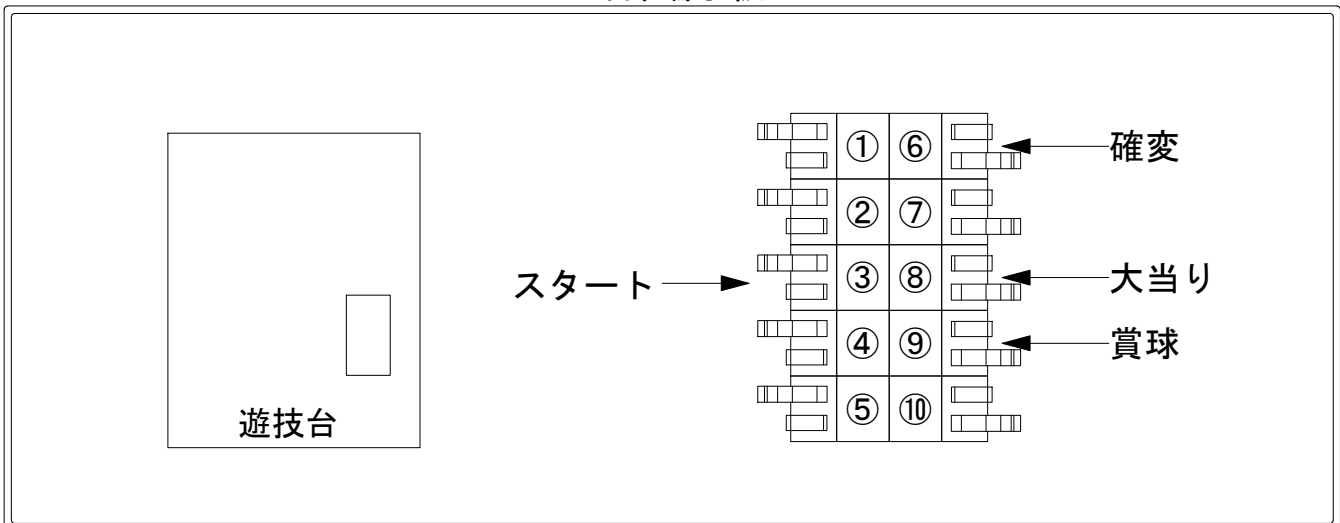 ① ⑥ 確変
② ⑦
スタート ③ ⑧ 大当り
④ ⑨ 賞球
⑤ ⑩
遊技台